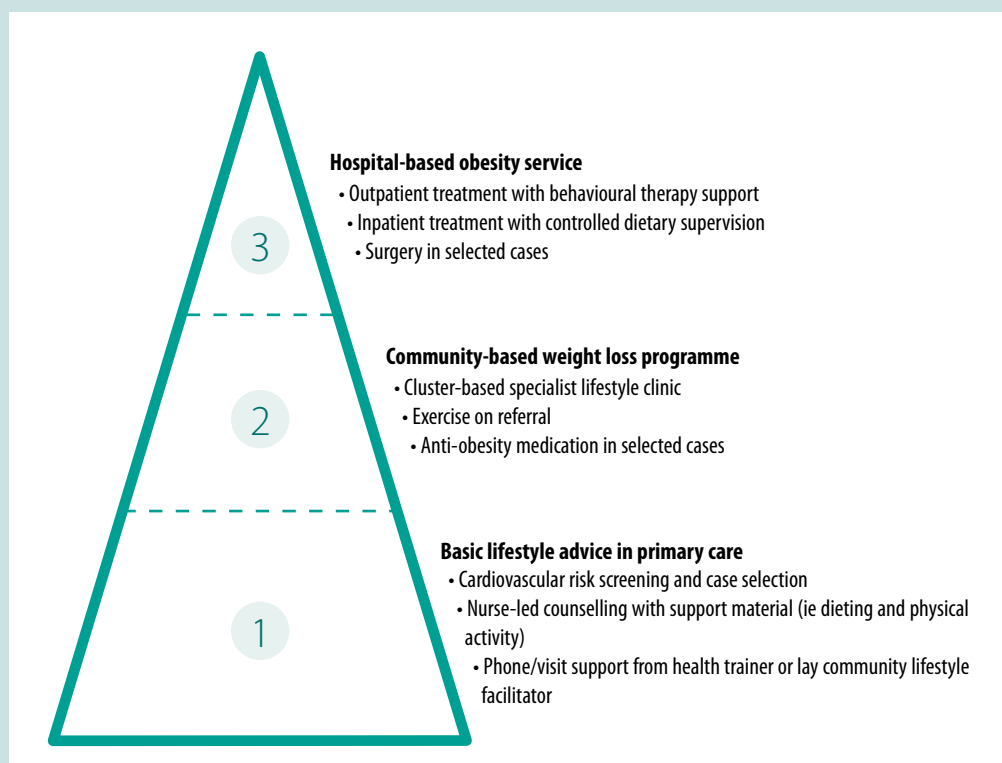 Hospital-based obesity service
• Outpatient treatment with behavioural therapy support
• Inpatient treatment with controlled dietary supervision
• Surgery in selected cases
3
Community-based weight loss programme
• Cluster-based specialist lifestyle clinic
• Exercise on referral
• Anti-obesity medication in selected cases
2
Basic lifestyle advice in primary care
• Cardiovascular risk screening and case selection
• Nurse-led counselling with support material (ie dieting and physical
activity)
• Phone/visit support from health trainer or lay community lifestyle
facilitator
1